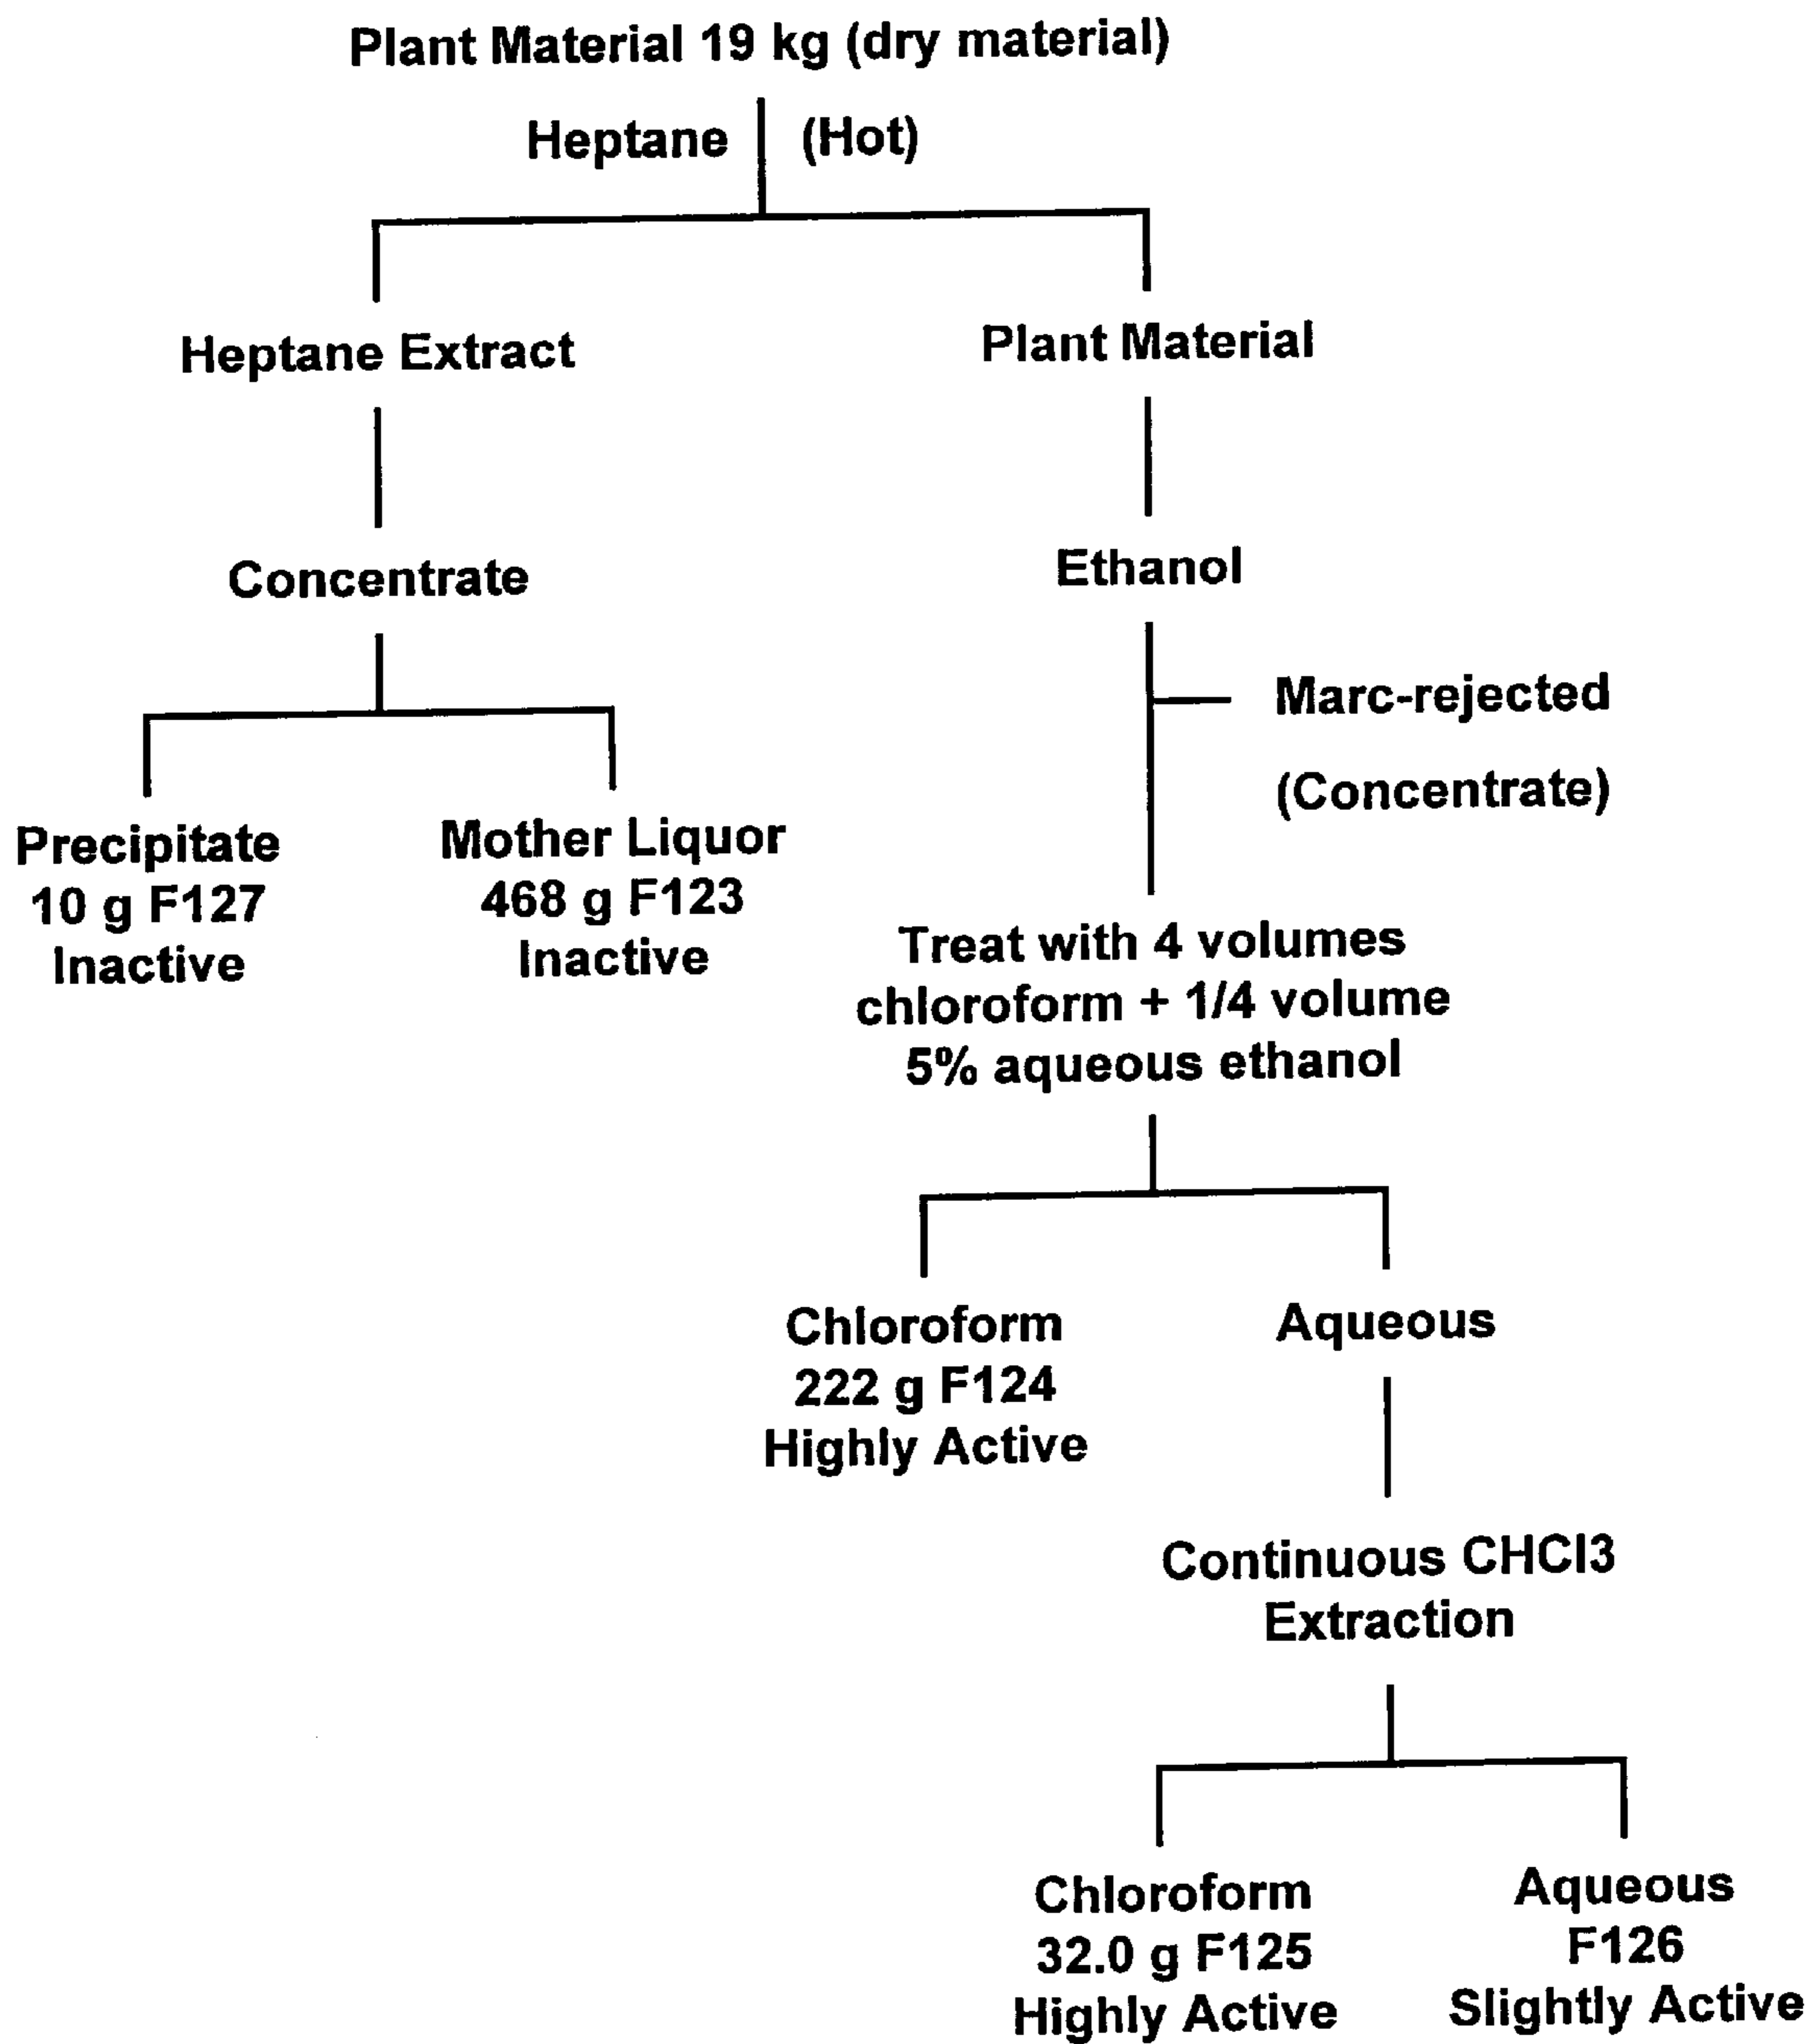 Plant Material 19 kg (dry material)
Heptane (Hot)
Heptane Extract
Plant Material
Concentrate
Ethanol
Marc-rejected
(Concentrate)
Precipitate
10 g F127
Inactive
Mother Liquor
468 g F123
Inactive
Treat with 4 volumes
chloroform + 1/4 volume
5% aqueous ethanol
Chloroform
222 g F124
Highly Active
Aqueous
Continuous CHCl3
Extraction
Chloroform
32.0 g F125
Highly Active
Aqueous
F126
Slightly Active